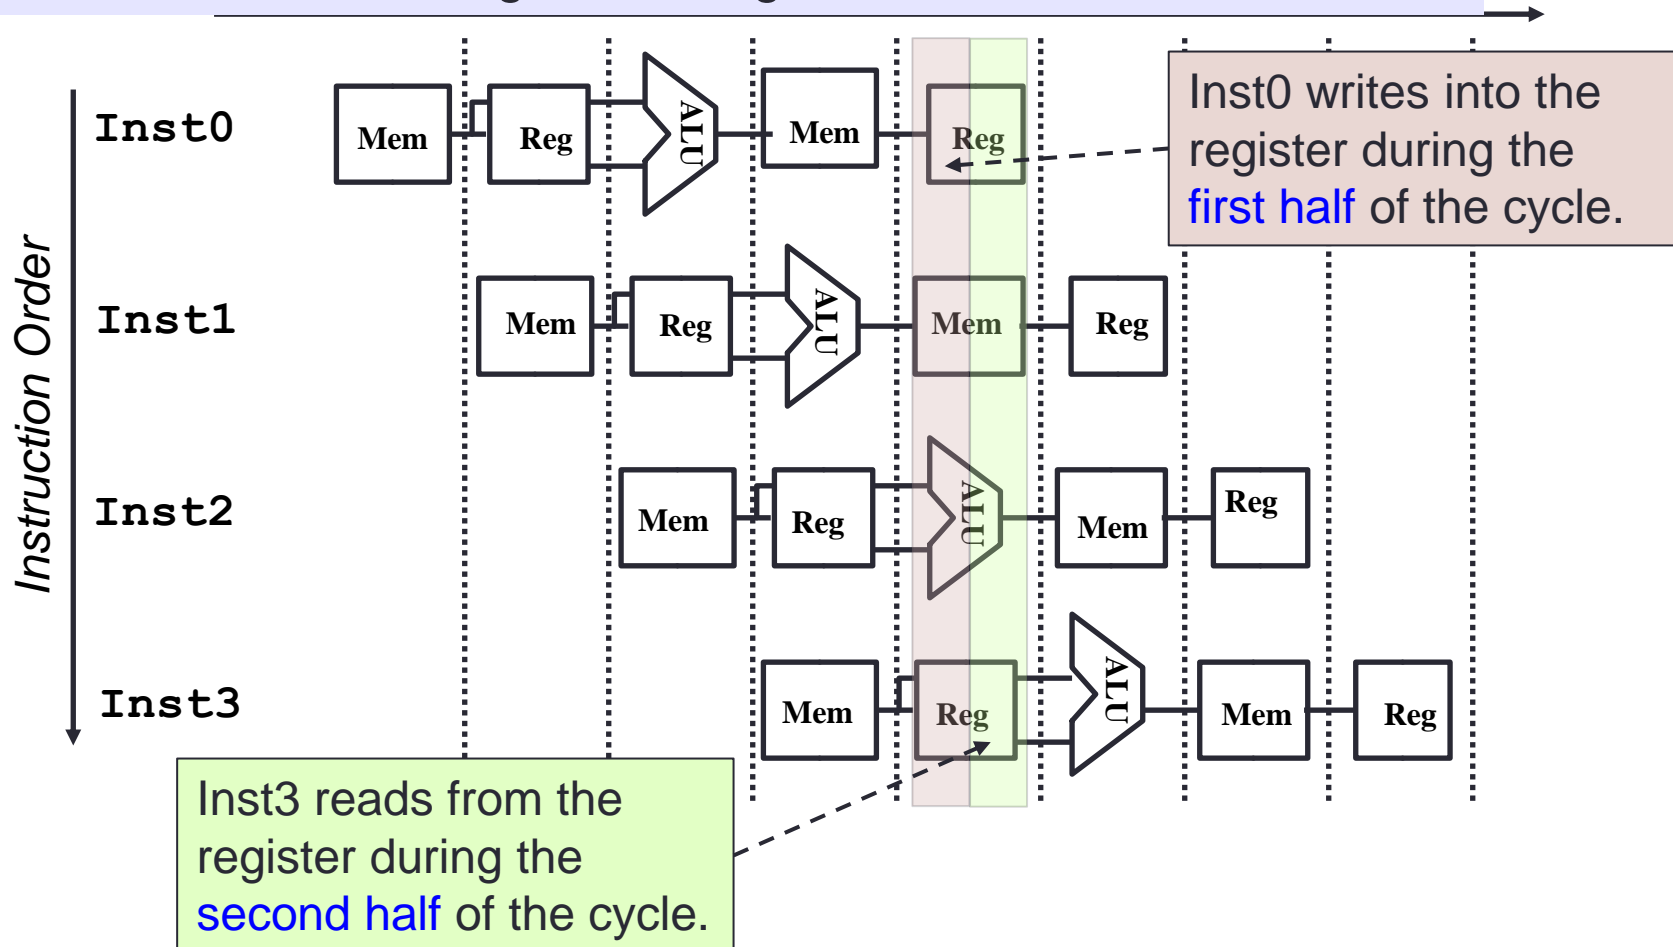 Inst0
Mem
Reg
ALU
Mem
Reg
Inst0 writes into the
register during the
first half of the cycle.
Instruction Order
Inst1
Mem
Reg
ALU
Mem
Reg
Inst2
Mem
Reg
ALU
Mem
Reg
Inst3
Mem
Reg
ALU
Mem
Reg
Inst3 reads from the
register during the
second half of the cycle.